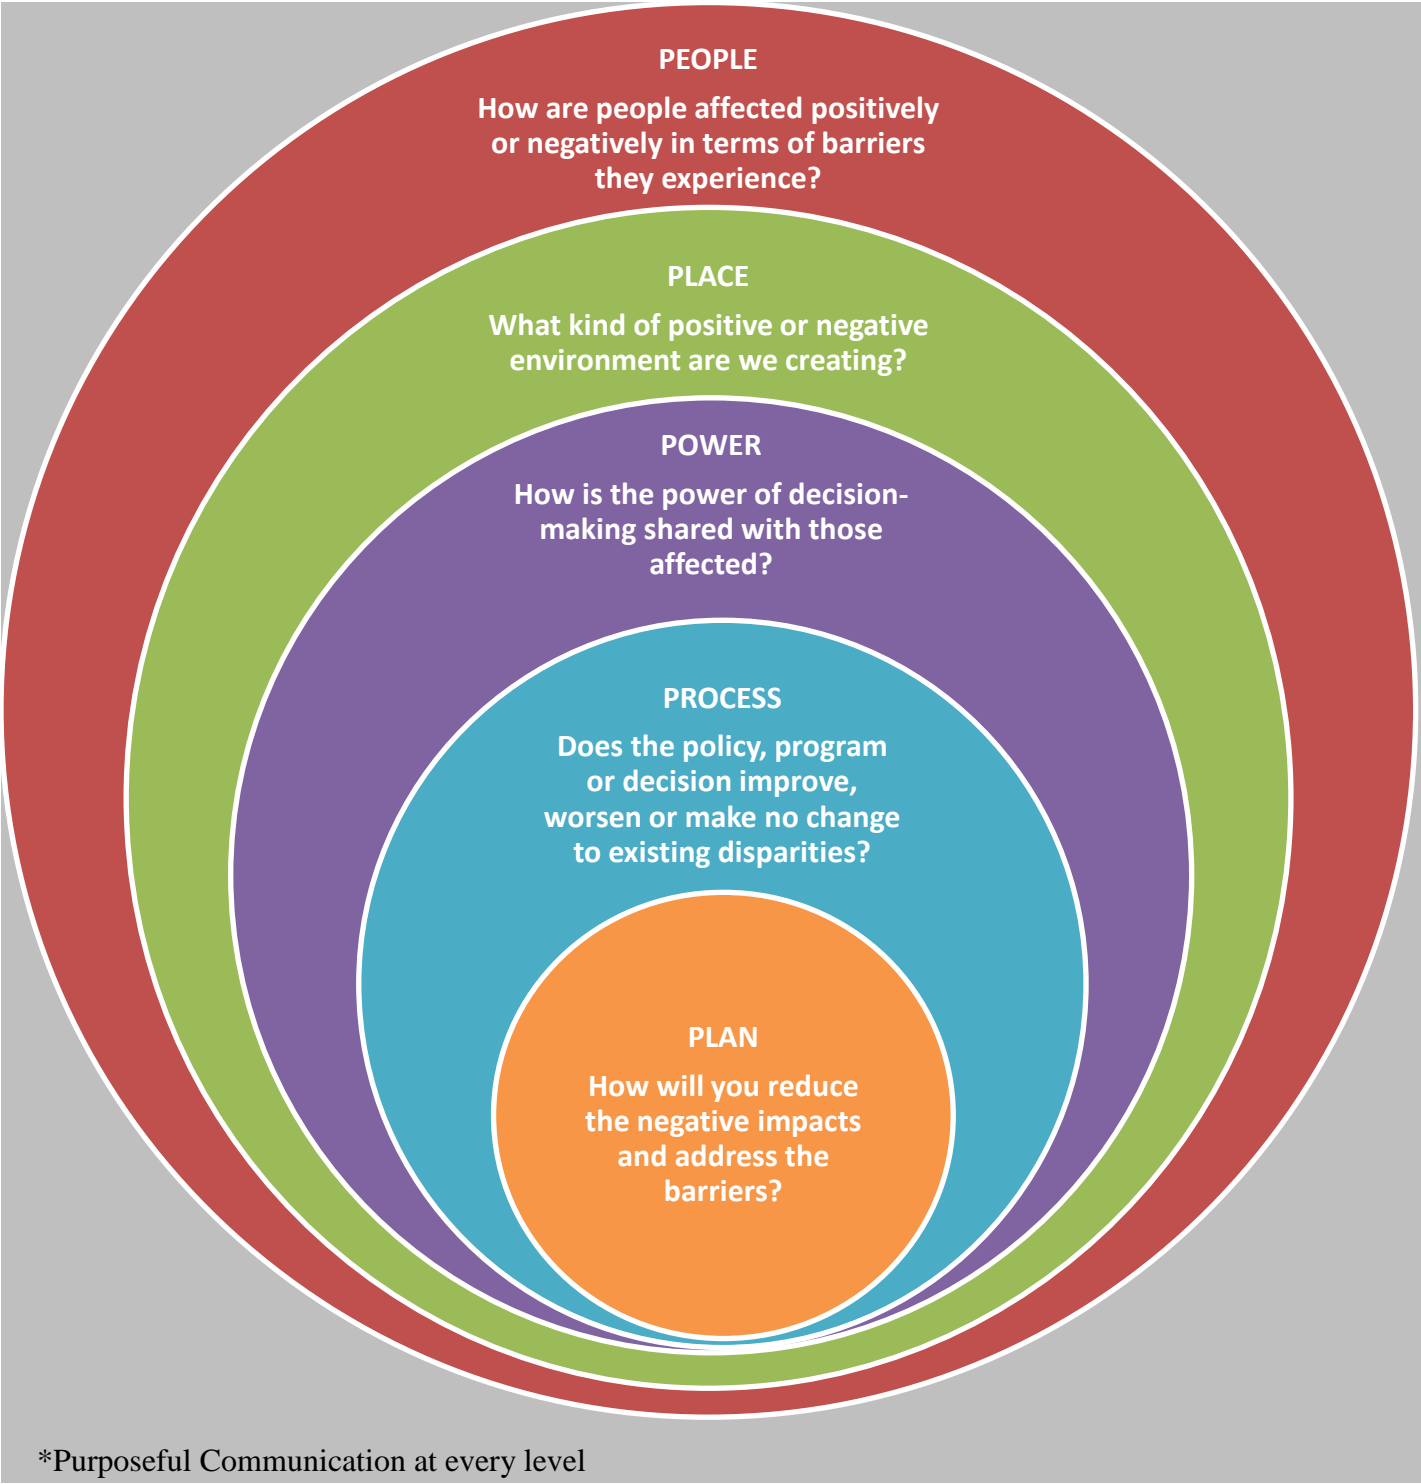 PEOPLE
How are people affected positively
or negatively in terms of barriers
they experience?
PLACE
What kind of positive or negative
environment are we creating?
POWER
How is the power of decision-
making shared with those
affected?
PROCESS
Does the policy, program
or decision improve,
worsen or make no change
to existing disparities?
PLAN
How will you reduce
the negative impacts
and address the
barriers?
*Purposeful Communication at every level